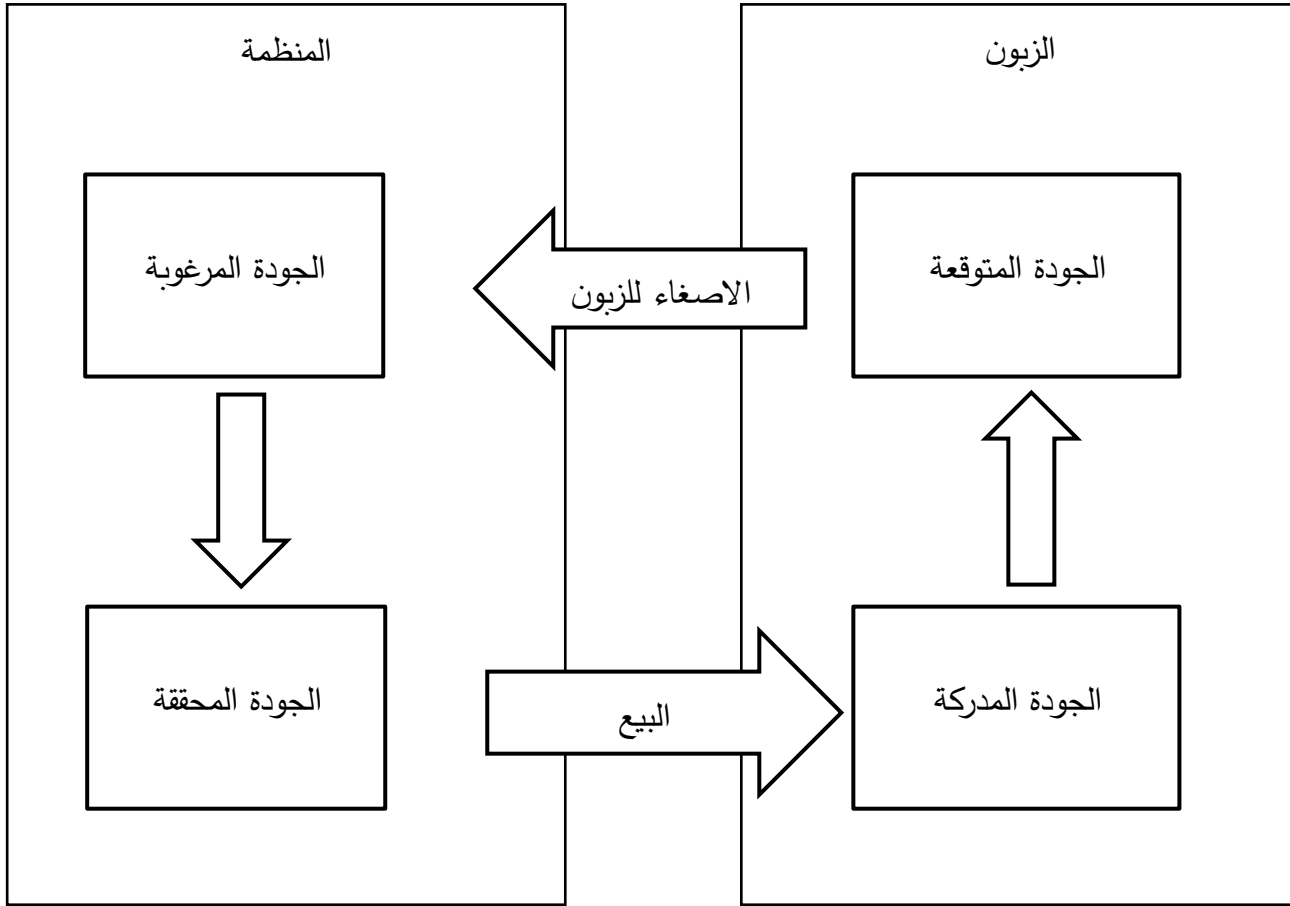 الزبون
المنظمة
الجودة المتوقعة
الاصغاء للزبون
الجودة المرغوبة
الجودة المدركة
البيع
الجودة المحققة